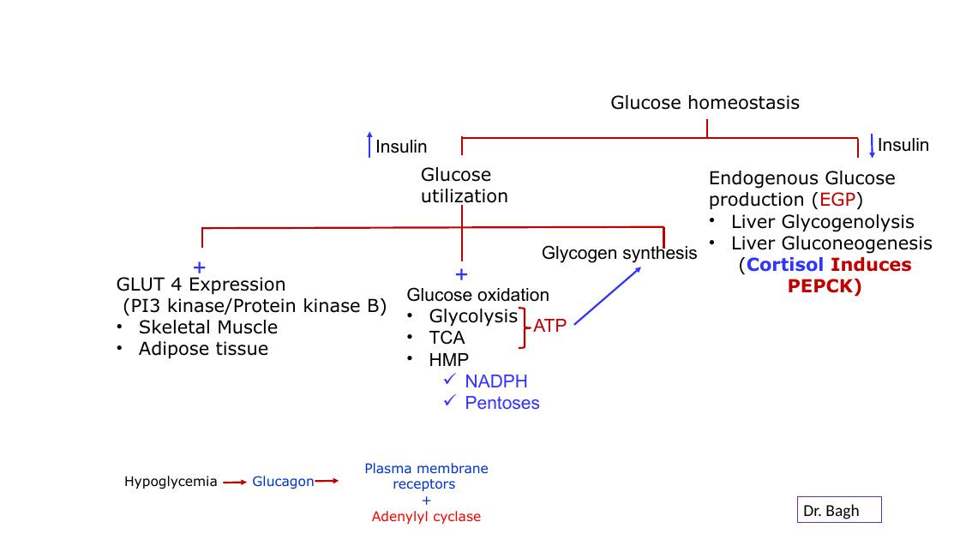 Glucose homeostasis
Insulin
Insulin
Glucose
utilization
Endogenous Glucose
production (EGP)
• Liver Glycogenolysis
• Liver Gluconeogenesis
(Cortisol Induces
PEPCK)
Glycogen synthesis
+
GLUT 4 Expression
(PI3 kinase/Protein kinase B)
• Skeletal Muscle
• Adipose tissue
+
Glucose oxidation
• Glycolysis
• TCA
ATP
• HMP
✓ NADPH
✓ Pentoses
Hypoglycemia
Glucagon
Plasma membrane
receptors
+
Adenylyl cyclase
Dr. Bagh